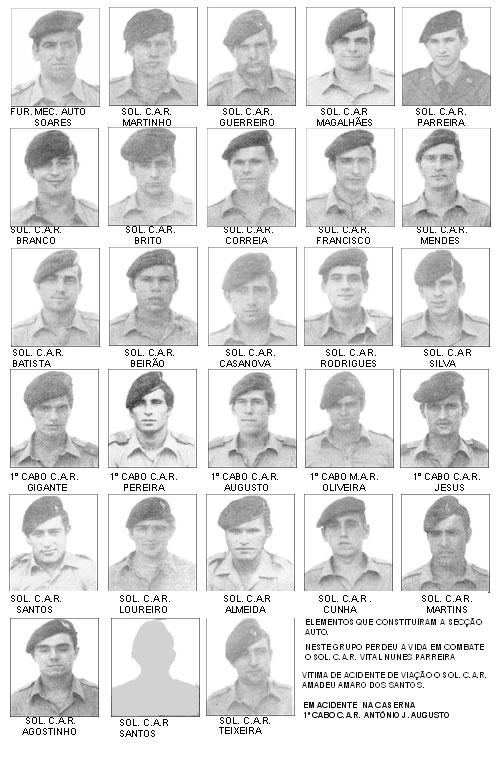 FUR. MEC. AUTO
SOARES
SOL. C.A.R.
MARTINHO
SOL. C.A.R.
GUERREIRO
SOL. C.A.R
MAGALHÃES
SOL. C.A.R.
PARREIRA
SOL. C.A.R.
BRANCO
SOL. C.A.R.
BRITO
SOL. C.A.R.
CORREIA
SOL. C.A.R.
FRANCISCO
SOL. C.A.R.
MENDES
SOL. C.A.R.
BATISTA
SOL. C.A.R.
BEIRÃO
SOL. C.A.R.
CASANOVA
SOL. C.A.R.
RODRIGUES
SOL. C.A.R
SILVA
1º CABO C.A.R.
GIGANTE
1º CABO C.A.R.
PEREIRA
1º CABO C.A.R.
AUGUSTO
1º CABO M.A.R.
OLIVEIRA
1º CABO C.A.R.
JESUS
SOL. C.A.R.
SANTOS
SOL. C.A.R.
LOUREIRO
SOL. C.A.R
ALMEIDA
SOL. C.A.R .
CUNHA
SOL. C.A.R.
MARTINS
SOL. C.A.R.
AGOSTINHO
SOL. C.A.R
SANTOS
SOL. C.A.R.
TEIXEIRA
ELEMENTOS QUE CONSTITUIRAM A SECÇÃO
AUTO.
NESTE GRUPO PERDEU A VIDA EM COMBATE
O SOL. C.A.R. VITAL NUNES PARREIRA
VITIMA DE ACIDENTE DE VIAÇÃO O SOL. C.A.R.
AMADEU AMARO DOS SANTOS.
EM ACIDENTE NA CASERNA
1º CABO C.A.R. ANTÓNIO J. AUGUSTO